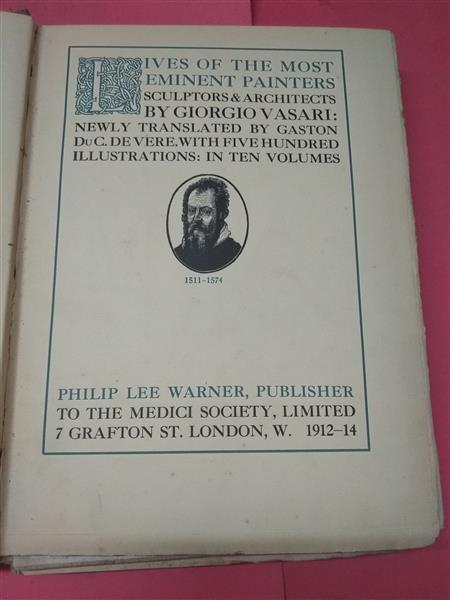 LIVES OF THE MOST
EMINENT PAINTERS
SCULPTORS & ARCHITECTS
BY GIORGIO VASARI:
NEWLY TRANSLATED BY GASTON
DU C. DE VERE. WITH FIVE HUNDRED
ILLUSTRATIONS: IN TEN VOLUMES
1511-1574
PHILIP LEE WARNER, PUBLISHER
TO THE MEDICI SOCIETY, LIMITED
7 GRAFTON ST. LONDON, W. 1912-14